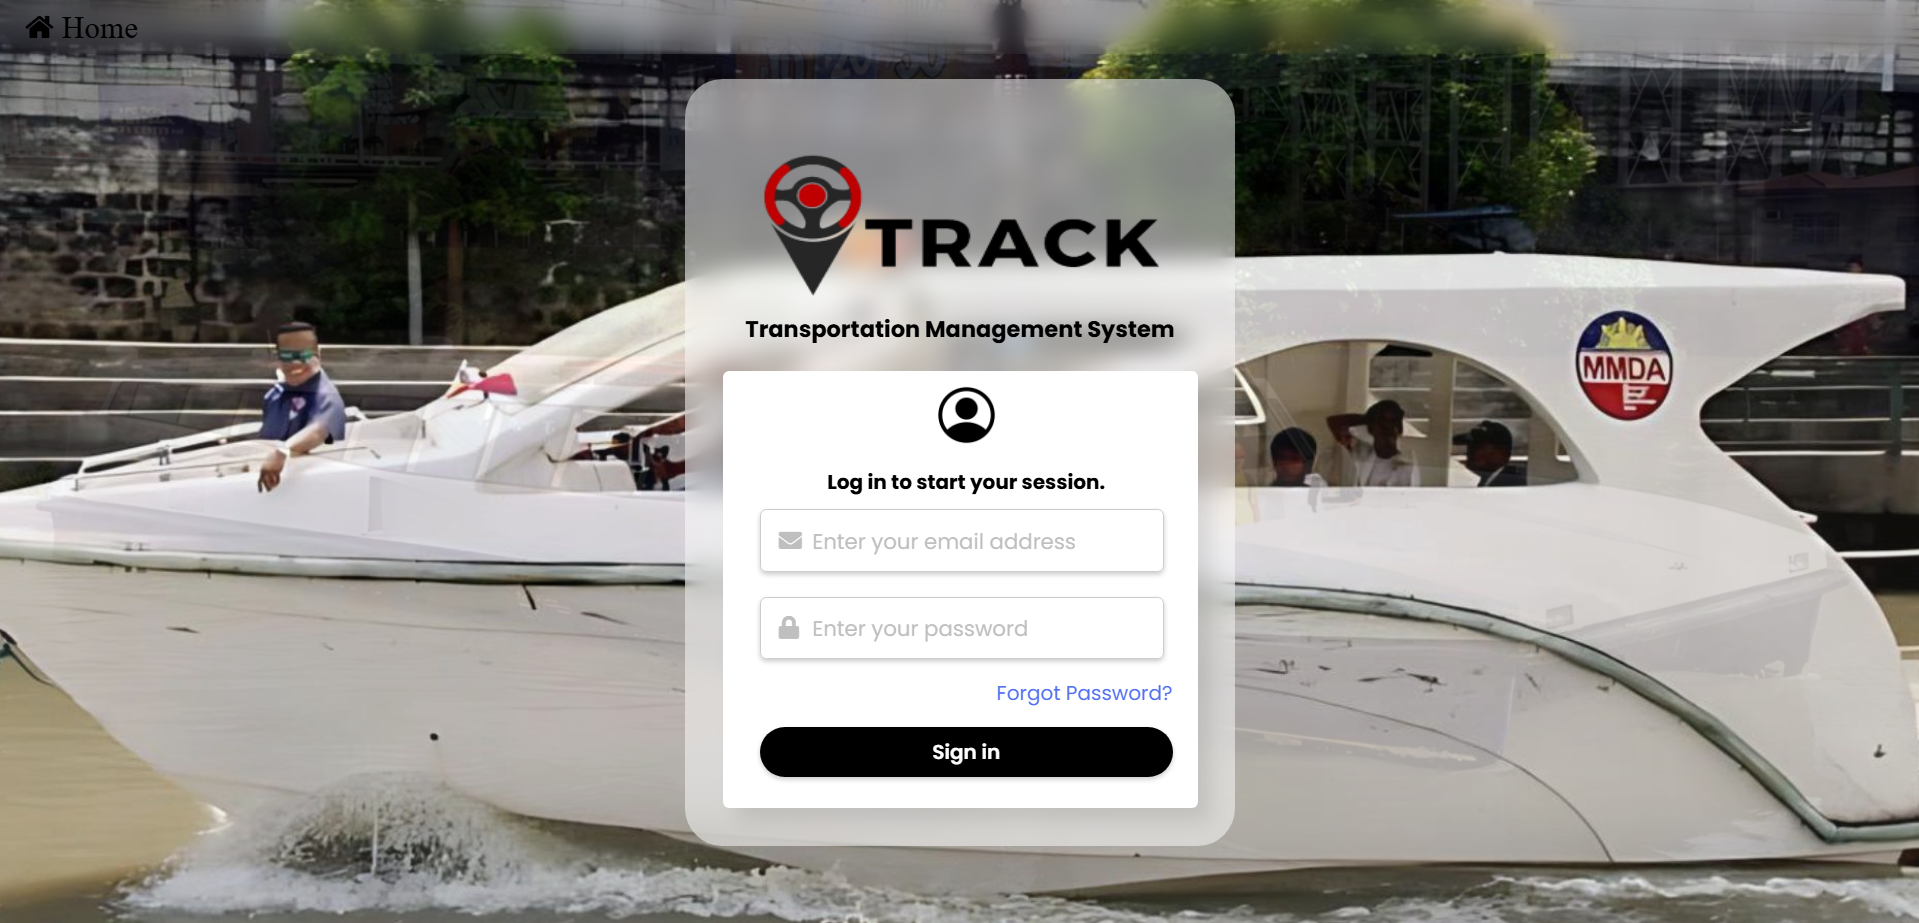 Home
TRACK
Transportation Management System
MMDA
Log in to start your session.
Enter your email address
Enter your password
Forgot Password?
Sign in